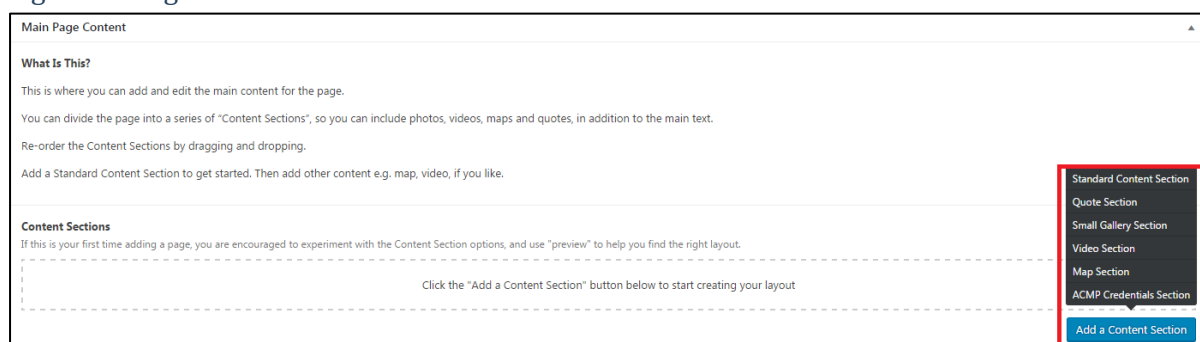 Main Page Content
What Is This?
This is where you can add and edit the main content for the page.
You can divide the page into a series of "Content Sections", so you can include photos, videos, maps and quotes, in addition to the main text.
Re-order the Content Sections by dragging and dropping.
Add a Standard Content Section to get started. Then add other content e.g. map, video, if you like.
Standard Content Section
Quote Section
Small Gallery Section
Video Section
Map Section
ACMP Credentials Section
Content Sections
If this is your first time adding a page, you are encouraged to experiment with the Content Section options, and use "preview" to help you find the right layout.
Click the "Add a Content Section" button below to start creating your layout
Add a Content Section